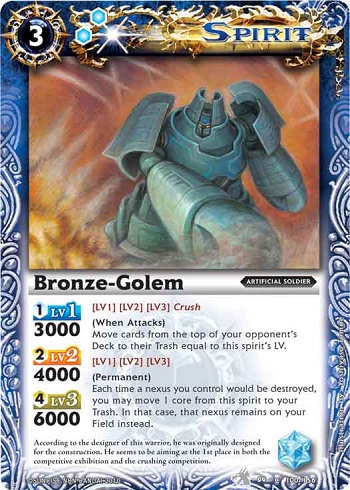 3
SPIRIT
Bronze-Golem
ARTIFICIAL SOLDIER
1 LV1
3000
[LV1] [LV2] [LV3] Crush
(When Attacks)
Move cards from the top of your opponent's
Deck to their Trash equal to this spirit's LV.
2 LV2
4000
[LV1] [LV2] [LV3]
(Permanent)
Each time a nexus you control would be destroyed,
you may move 1 core from this spirit to
your Trash. In that case, that nexus remains on your
Field instead.
4 LV3
6000
According to the designer of this warrior, he was originally designed
for the construction. He seems to be aiming at the 1st place in both the
competitive exhibition and the crushing competition.